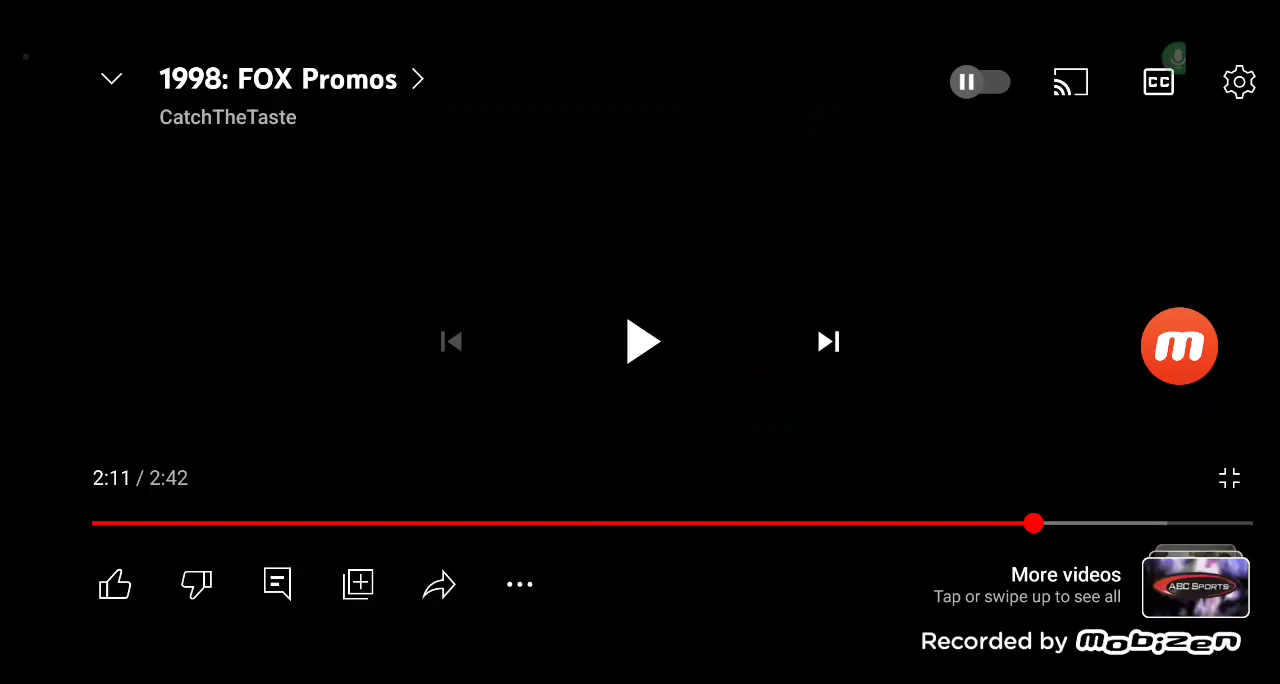 1998: FOX Promos
CatchTheTaste
CC
m
2:11 / 2:42
More videos
Tap or swipe up to see all
ABC SPORTS
Recorded by mobizen